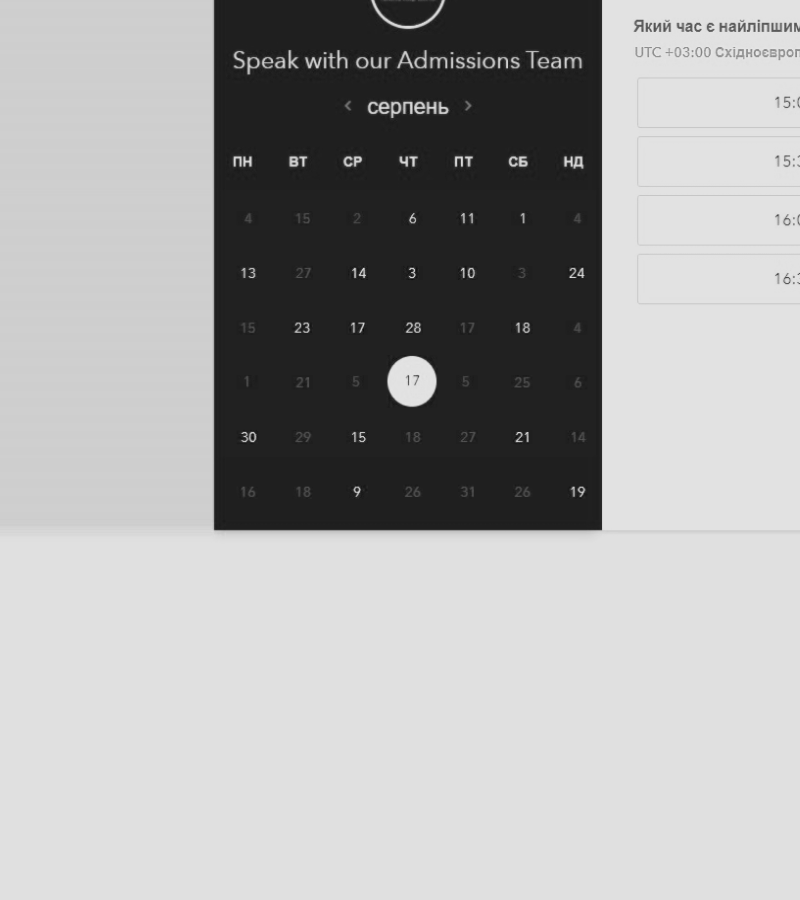 Speak with our Admissions Team
серпень
ПН ВТ СР ЧТ ПТ СБ НД
4 15 2 6 11 1 4
13 27 14 3 10 3 24
15 23 17 28 17 18 4
1 21 5 17 5 25 6
30 29 15 18 27 21 14
16 18 9 26 31 26 19
Який час є найліпшим
UTC +03:00 Східноєвроп
15:0
15:3
16:0
16:3